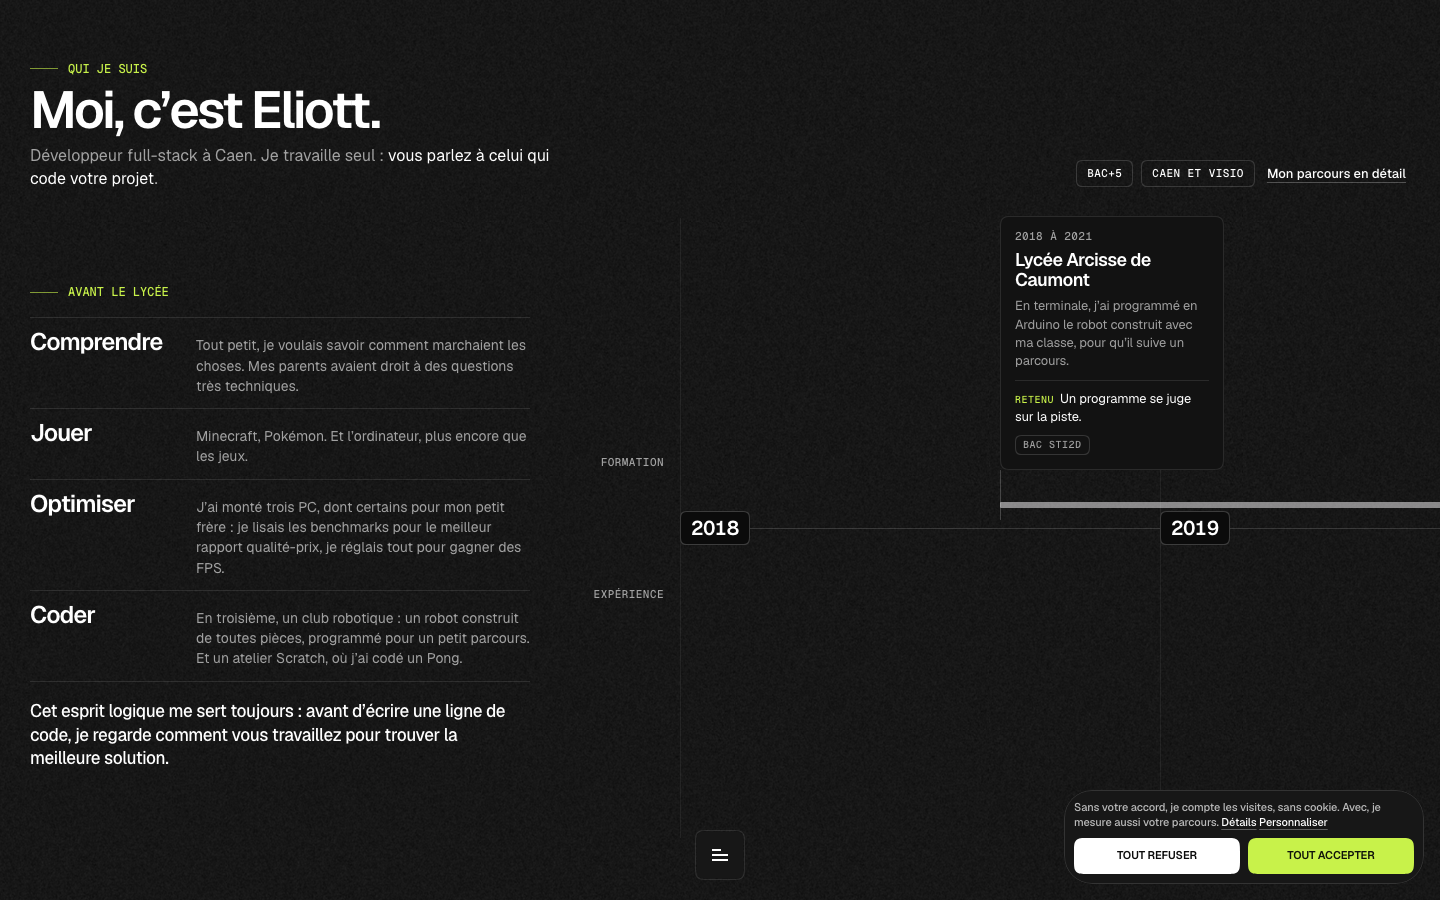 QUI JE SUIS
Moi, c’est Eliott.
Développeur full-stack à Caen. Je travaille seul : vous parlez à celui qui
code votre projet.
BAC+5
CAEN ET VISIO
Mon parcours en détail
AVANT LE LYCÉE
Comprendre
Tout petit, je voulais savoir comment marchaient les
choses. Mes parents avaient droit à des questions
très techniques.
Jouer
Minecraft, Pokémon. Et l’ordinateur, plus encore que
les jeux.
Optimiser
J’ai monté trois PC, dont certains pour mon petit
frère : je lisais les benchmarks pour le meilleur
rapport qualité-prix, je réglais tout pour gagner des
FPS.
Coder
En troisième, un club robotique : un robot construit
de toutes pièces, programmé pour un petit parcours.
Et un atelier Scratch, où j’ai codé un Pong.
Cet esprit logique me sert toujours : avant d’écrire une ligne de
code, je regarde comment vous travaillez pour trouver la
meilleure solution.
FORMATION
EXPÉRIENCE
2018 À 2021
Lycée Arcisse de
Caumont
En terminale, j’ai programmé en
Arduino le robot construit avec
ma classe, pour qu’il suive un
parcours.
RETENU Un programme se juge
sur la piste.
BAC STI2D
2018
2019
Sans votre accord, je compte les visites, sans cookie. Avec, je
mesure aussi votre parcours. Détails Personnaliser
TOUT REFUSER
TOUT ACCEPTER